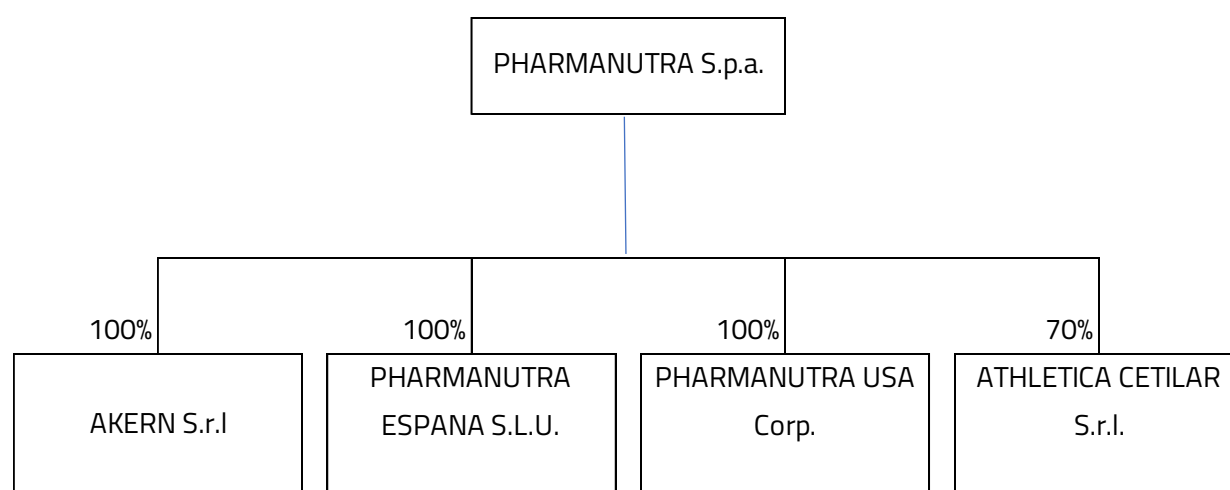 PHARMANUTRA S.p.a.
100%
100%
100%
70%
AKERN S.r.l
PHARMANUTRA
ESPANA S.L.U.
PHARMANUTRA USA
Corp.
ATHLETICA CETILAR
S.r.l.